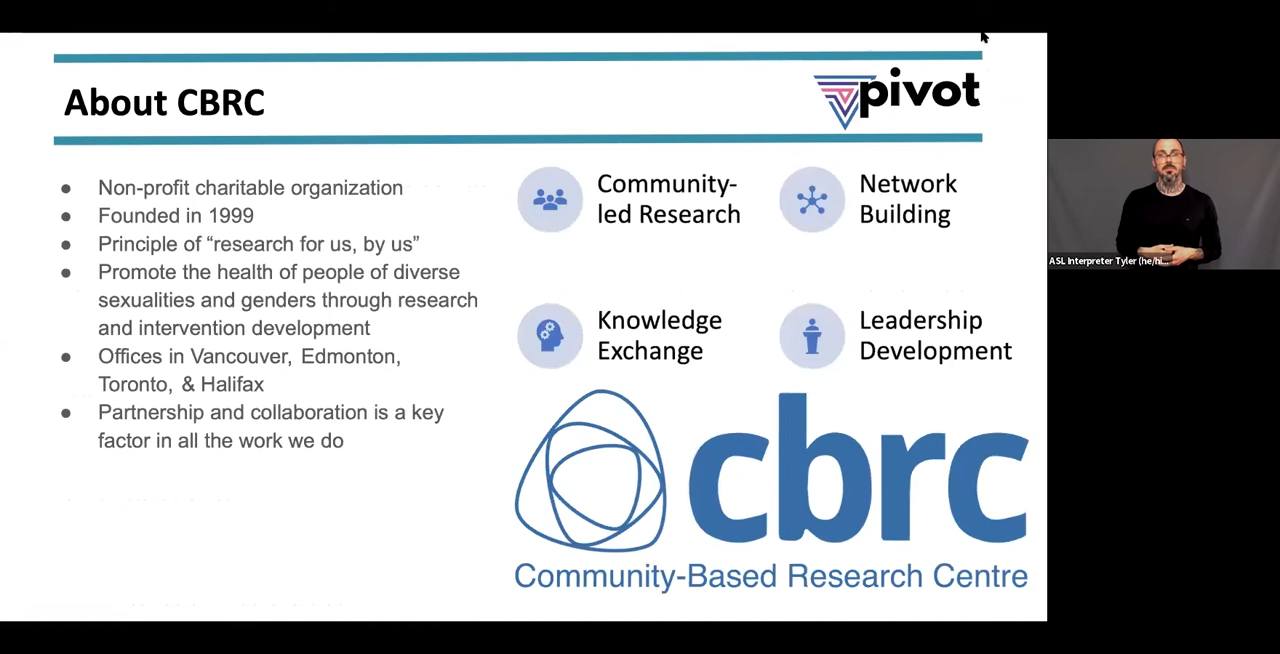 About CBRC
pivot
Non-profit charitable organization
Founded in 1999
Principle of “research for us, by us”
Promote the health of people of diverse
sexualities and genders through research
and intervention development
Offices in Vancouver, Edmonton,
Toronto, & Halifax
Partnership and collaboration is a key
factor in all the work we do
Community-
led Research
Network
Building
Knowledge
Exchange
Leadership
Development
cbrc
Community-Based Research Centre
ASL Interpreter Tyler (he/hi...